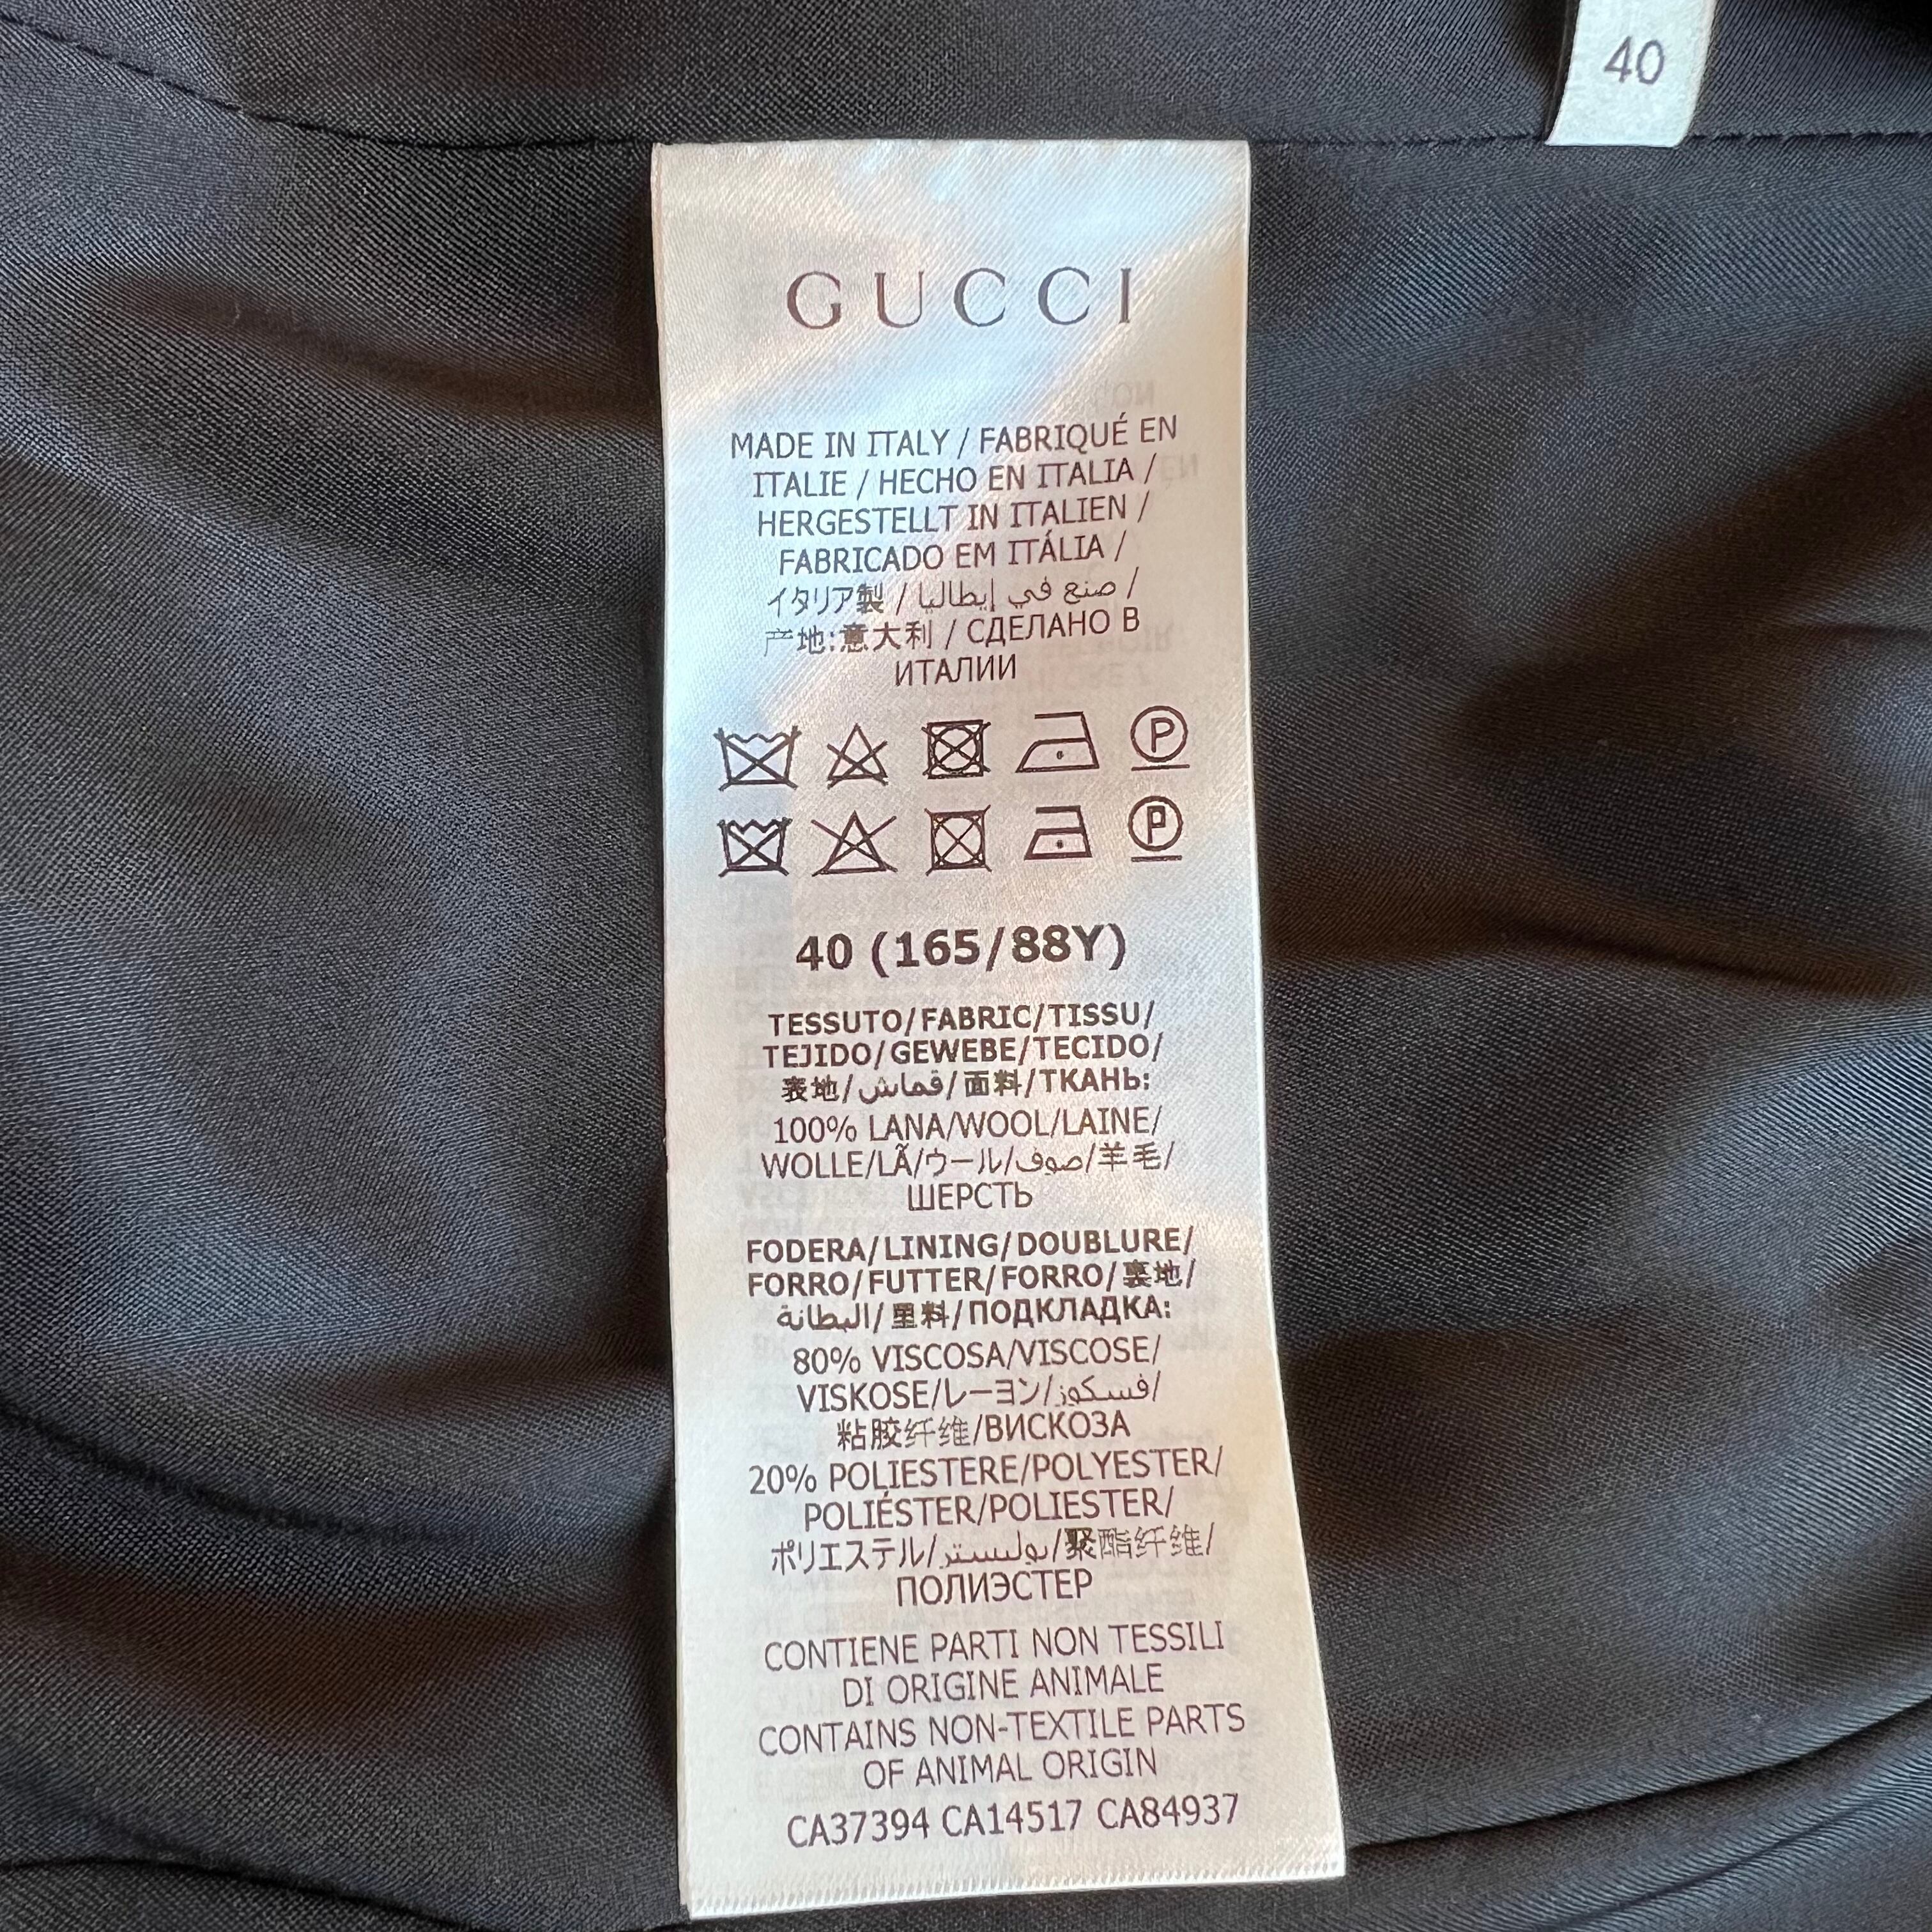 40
GUCCI
MADE IN ITALY / FABRIQUÉ EN
ITALIE / HECHO EN ITALIA /
HERGESTELLT IN ITALIEN /
FABRICADO EM ITÁLIA /
イタリア製 / صنع في إيطاليا /
产地:意大利 / СДЕЛАНО В
ИТАЛИИ
P
P
40 (165/88Y)
TESSUTO/FABRIC/TISSU/
TEJIDO/GEWEBE/TECIDO/
表地/قماش/面料/ТКАНЬ:
100% LANA/WOOL/LAINE/
WOLLE/LÃ/ウール/صوف/羊毛/
ШЕРСТЬ
FODERA/LINING/DOUBLURE/
FORRO/FUTTER/FORRO/裏地/
البطانة/里料/ПОДКЛАДКА:
80% VISCOSA/VISCOSE/
VISKOSE/レーヨン/فسكوز/
粘胶纤维/ВИСКОЗА
20% POLIESTERE/POLYESTER/
POLIÉSTER/POLIESTER/
ポリエステル/بوليستر/聚酯纤维/
ПОЛИЭСТЕР
CONTIENE PARTI NON TESSILI
DI ORIGINE ANIMALE
CONTAINS NON-TEXTILE PARTS
OF ANIMAL ORIGIN
CA37394 CA14517 CA84937